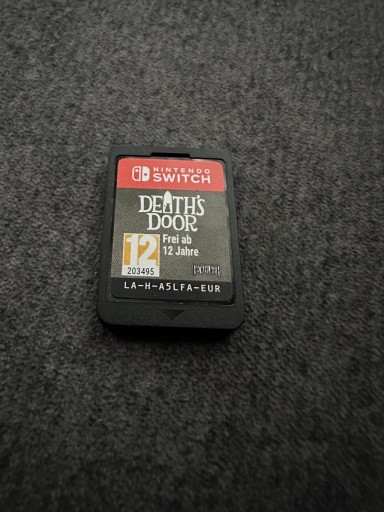 NINTENDO
SWITCH
DEATH'S
DOOR
12
203495
Frei ab
12 Jahre
LA-H-A5LFA-EUR